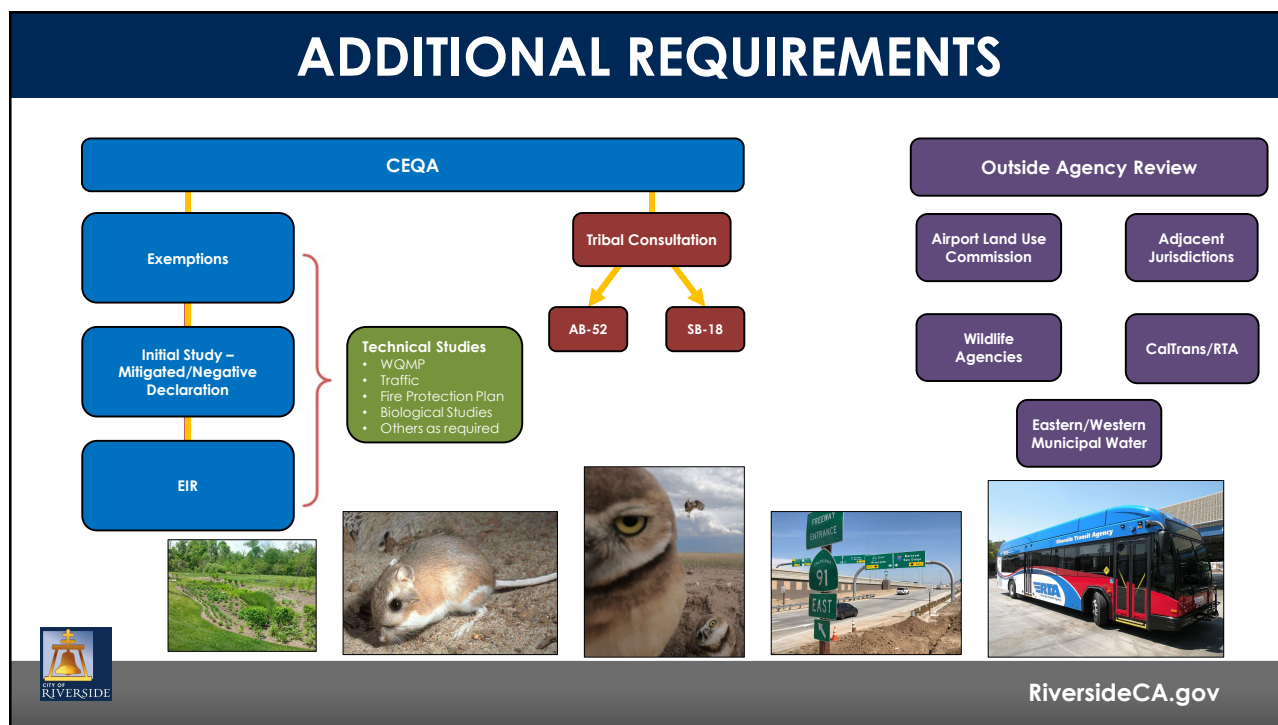 ADDITIONAL REQUIREMENTS
CEQA
Exemptions
Initial Study –
Mitigated/Negative
Declaration
EIR
Technical Studies
• WQMP
• Traffic
• Fire Protection Plan
• Biological Studies
• Others as required
Tribal Consultation
AB-52
SB-18
Outside Agency Review
Airport Land Use
Commission
Adjacent
Jurisdictions
Wildlife
Agencies
CalTrans/RTA
Eastern/Western
Municipal Water
FREEWAY
ENTRANCE
91
EAST
Riverside Transit Agency
RTA
CITY OF
RIVERSIDE
RiversideCA.gov